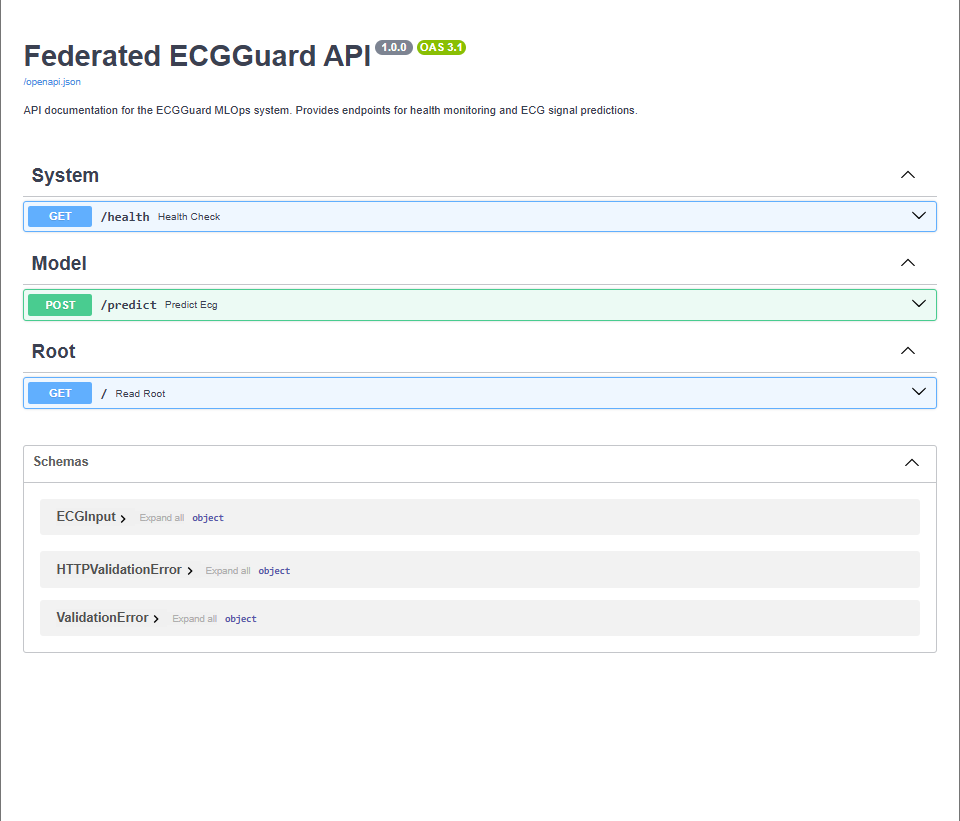 Federated ECGGuard API 1.0.0 OAS 3.1
/openapi.json
API documentation for the ECGGuard MLOps system. Provides endpoints for health monitoring and ECG signal predictions.
System
GET /health Health Check
Model
POST /predict Predict Ecg
Root
GET / Read Root
Schemas
ECGInput Expand all object
HTTPValidationError Expand all object
ValidationError Expand all object